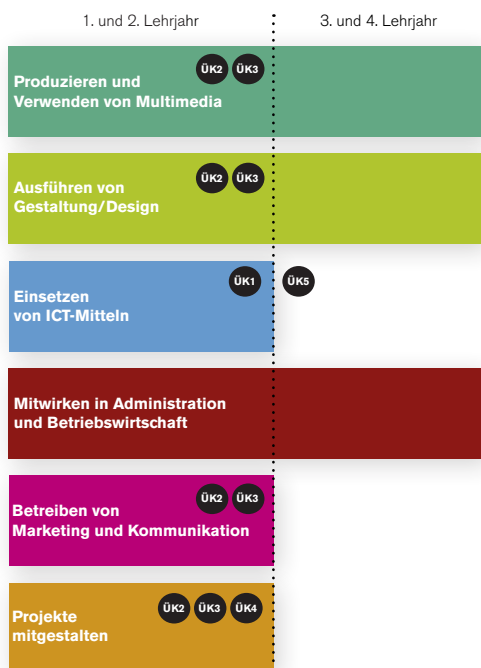 1. und 2. Lehrjahr
3. und 4. Lehrjahr
ÜK2 ÜK3
Produzieren und
Verwenden von Multimedia
ÜK2 ÜK3
Ausführen von
Gestaltung/Design
ÜK1 ÜK5
Einsetzen
von ICT-Mitteln
Mitwirken in Administration
und Betriebswirtschaft
ÜK2 ÜK3
Betreiben von
Marketing und Kommunikation
ÜK2 ÜK3 ÜK4
Projekte
mitgestalten